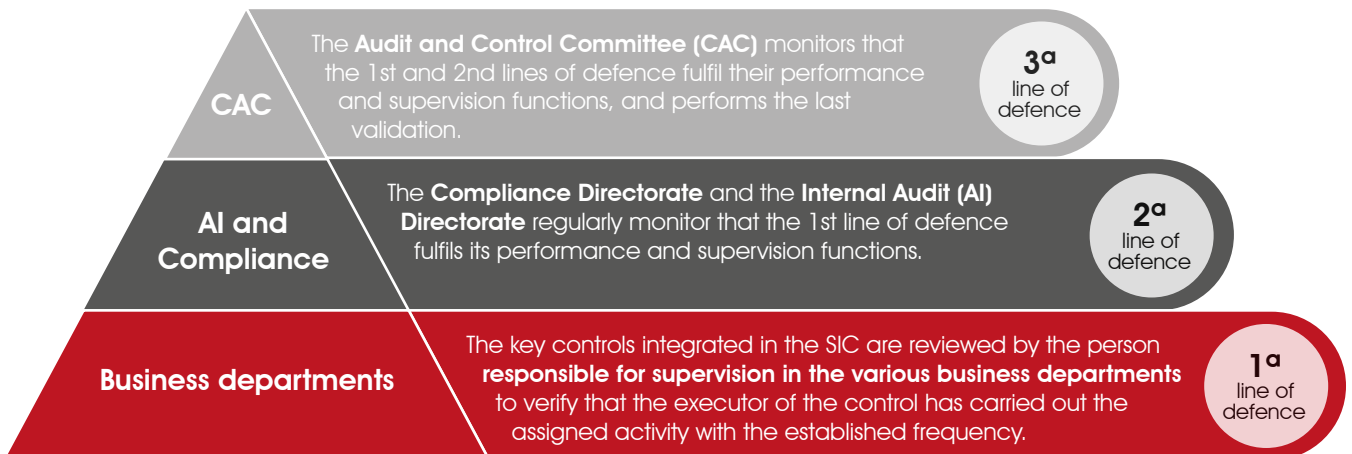 CAC
The Audit and Control Committee (CAC) monitors that
the 1st and 2nd lines of defence fulfil their performance
and supervision functions, and performs the last
validation.
3ª
line of
defence
AI and
Compliance
The Compliance Directorate and the Internal Audit (AI)
Directorate regularly monitor that the 1st line of defence
fulfils its performance and supervision functions.
2ª
line of
defence
Business departments
The key controls integrated in the SIC are reviewed by the person
responsible for supervision in the various business departments
to verify that the executor of the control has carried out the
assigned activity with the established frequency.
1ª
line of
defence